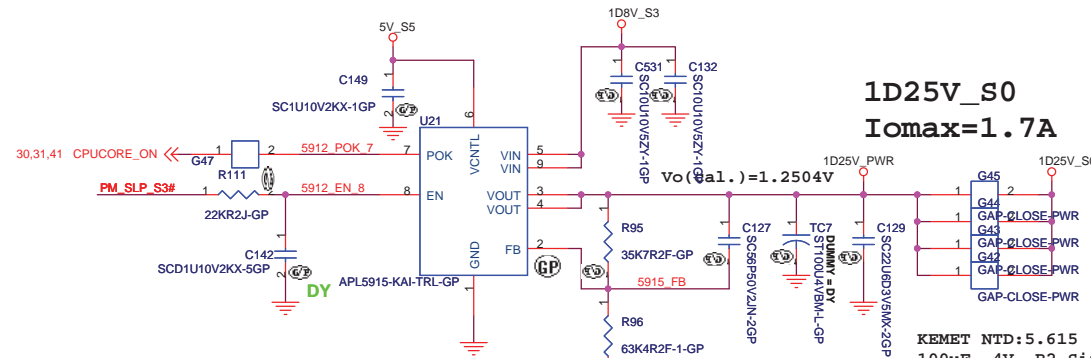 1D8V_S3
5V_S5
C149
SC1U10V2KX-1GP
C531
SC10U10V5ZY-1GP
C132
SC10U10V5ZY-1GP
1D25V_S0
Iomax=1.7A
U21
6
30,31,41 CPUCORE_ON
G47
1
2
5912_POK_7
7
POK
VCNTL
VIN
VIN
5
9
R111
PM_SLP_S3#
1
2
5912_EN_8
8
EN
22KR2J-GP
VOUT
VOUT
3
4
Vo(Cal.)=1.2504V
1D25V_PWR
1D25V_S0
G45
G44
GAP-CLOSE-PWR
G43
GAP-CLOSE-PWR
G42
GAP-CLOSE-PWR
GAP-CLOSE-PWR
C142
SCD1U10V2KX-5GP
DY
GND
1
FB
2
GP
APL5915-KAI-TRL-GP
R95
35K7R2F-GP
5915_FB
R96
63K4R2F-1-GP
C127
SC56P50V2JN-2GP
TC7
ST100U4VBM-L-GP
DUMMY = DY
C129
SC22U6D3V5MX-2GP
KEMET NTD:5.615